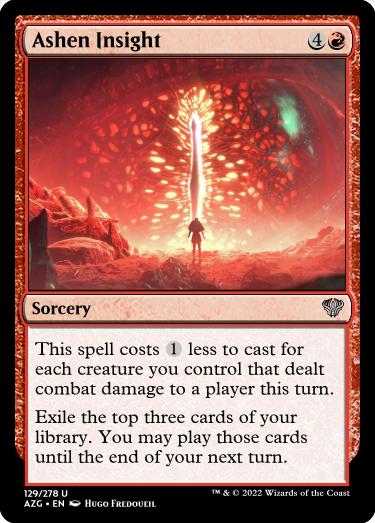 Ashen Insight 4
Sorcery
This spell costs 1 less to cast for
each creature you control that dealt
combat damage to a player this turn.
Exile the top three cards of your
library. You may play those cards
until the end of your next turn.
129/278 U
™ & © 2022 Wizards of the Coast
AZG • EN Hugo Fredoueil